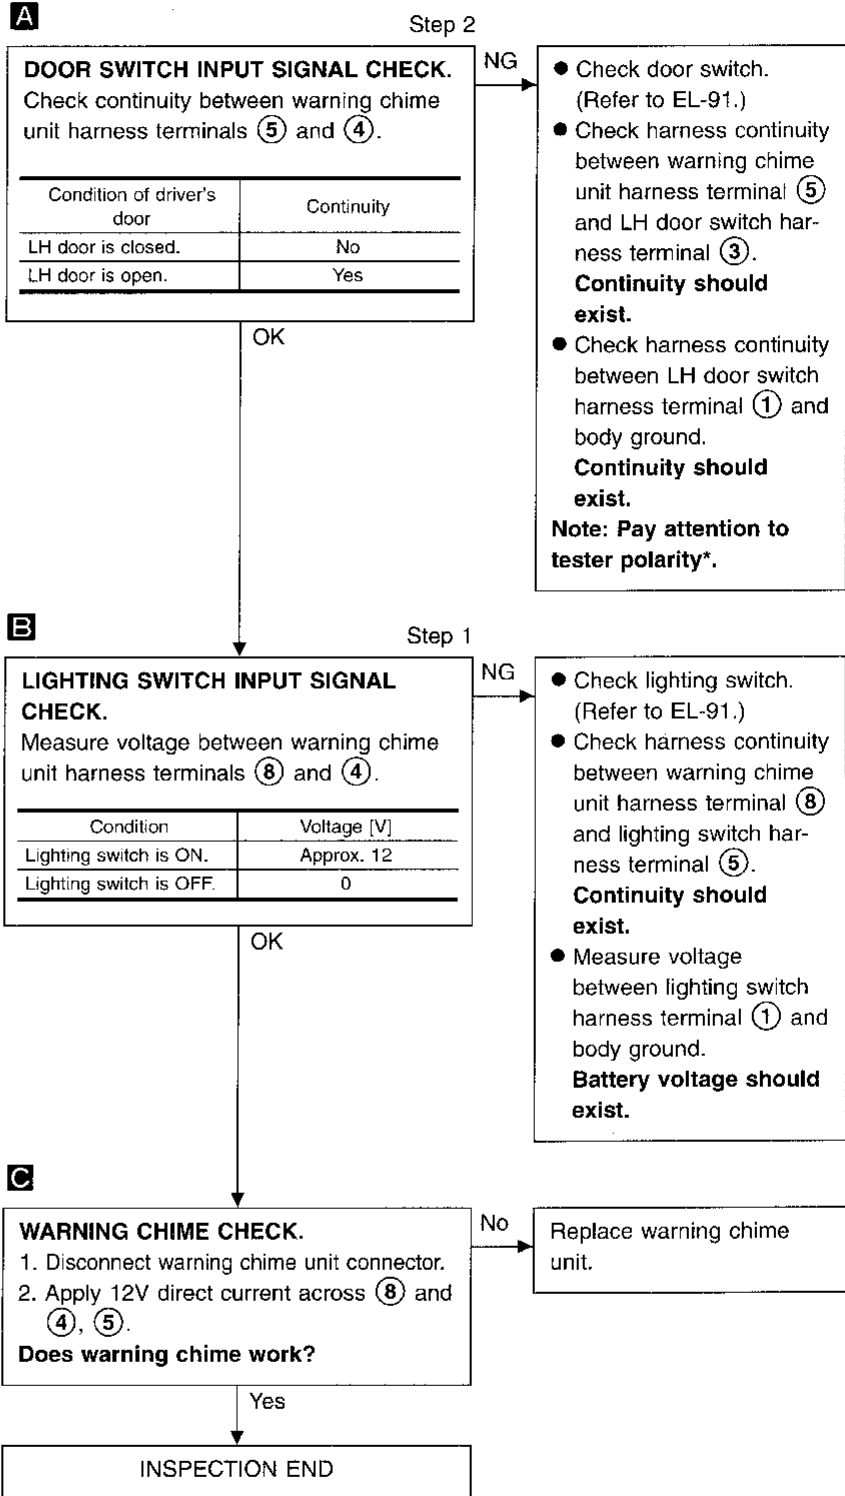 A
Step 2
DOOR SWITCH INPUT SIGNAL CHECK.
Check continuity between warning chime
unit harness terminals ⑤ and ④.
Condition of driver's
door
Continuity
LH door is closed. No
LH door is open. Yes
NG
● Check door switch.
(Refer to EL-91.)
● Check harness continuity
between warning chime
unit harness terminal ⑤
and LH door switch har-
ness terminal ③.
Continuity should
exist.
● Check harness continuity
between LH door switch
harness terminal ① and
body ground.
Continuity should
exist.
Note: Pay attention to
tester polarity*.
OK
B
Step 1
LIGHTING SWITCH INPUT SIGNAL
CHECK.
Measure voltage between warning chime
unit harness terminals ⑧ and ④.
Condition Voltage [V]
Lighting switch is ON. Approx. 12
Lighting switch is OFF. 0
NG
● Check lighting switch.
(Refer to EL-91.)
● Check harness continuity
between warning chime
unit harness terminal ⑧
and lighting switch har-
ness terminal ⑤.
Continuity should
exist.
● Measure voltage
between lighting switch
harness terminal ① and
body ground.
Battery voltage should
exist.
OK
C
WARNING CHIME CHECK.
1. Disconnect warning chime unit connector.
2. Apply 12V direct current across ⑧ and
④, ⑤.
Does warning chime work?
No
Replace warning chime
unit.
Yes
INSPECTION END